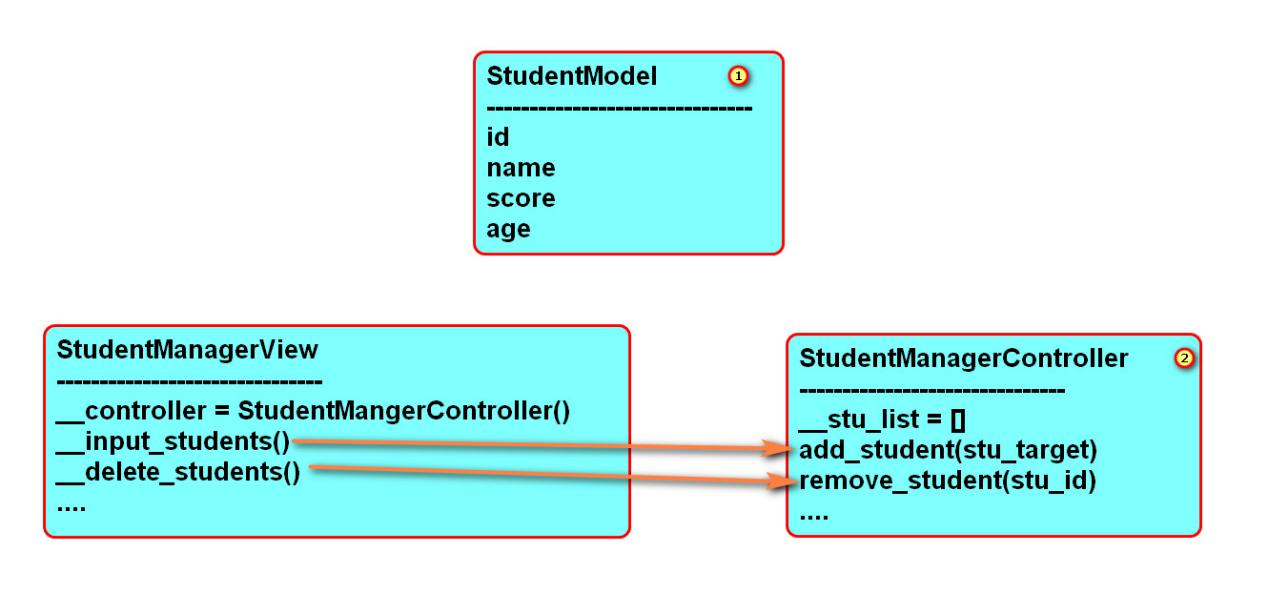 StudentModel 1
-------------------------------
id
name
score
age
StudentManagerView
-------------------------------
__controller = StudentMangerController()
__input_students()
__delete_students()
....
StudentManagerController 2
-------------------------------
__stu_list = []
add_student(stu_target)
remove_student(stu_id)
....